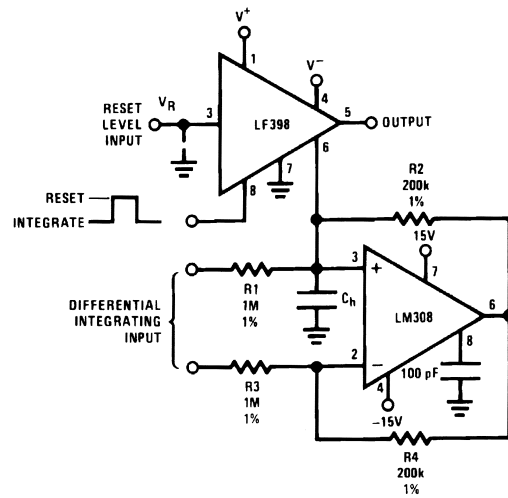 V+
1
V−
4
RESET
LEVEL
INPUT
VR
3
LF398
5
OUTPUT
6
7
8
RESET
INTEGRATE
R2
200k
1%
15V
7
DIFFERENTIAL
INTEGRATING
INPUT
R1
1M
1%
Ch
3
+
LM308
6
8
2
−
4
100 pF
−15V
R3
1M
1%
R4
200k
1%